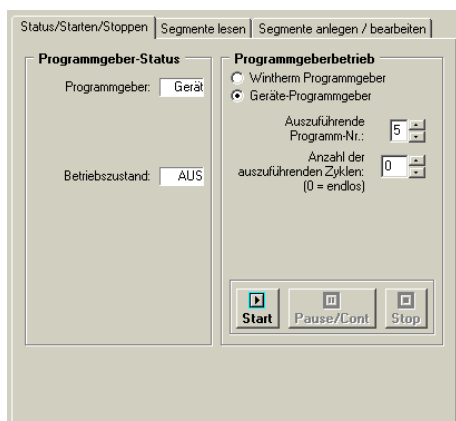 Status/Starten/Stoppen
Segmente lesen
Segmente anlegen / bearbeiten
Programmgeber-Status
Programmgeber: Gerät
Betriebszustand: AUS
Programmgeberbetrieb
Wintherm Programmgeber
Geräte-Programmgeber
Auszuführende
Programm-Nr.: 5
Anzahl der
auszuführenden Zyklen: 0
(0 = endlos)
Start
Pause/Cont
Stop